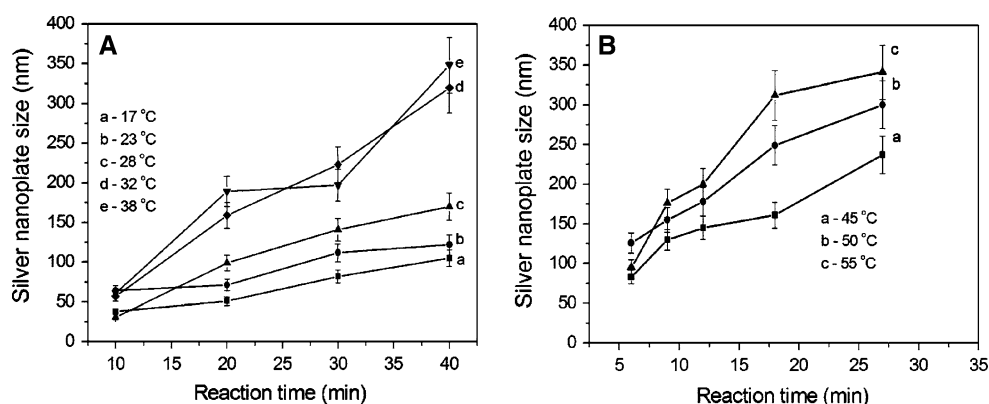 A
Silver nanoplate size (nm)
400
350
300
250
200
150
100
50
0
a - 17 °C
b - 23 °C
c - 28 °C
d - 32 °C
e - 38 °C
e
d
c
b
a
10 15 20 25 30 35 40
Reaction time (min)
B
Silver nanoplate size (nm)
400
350
300
250
200
150
100
50
0
c
b
a
a - 45 °C
b - 50 °C
c - 55 °C
5 10 15 20 25 30 35
Reaction time (min)